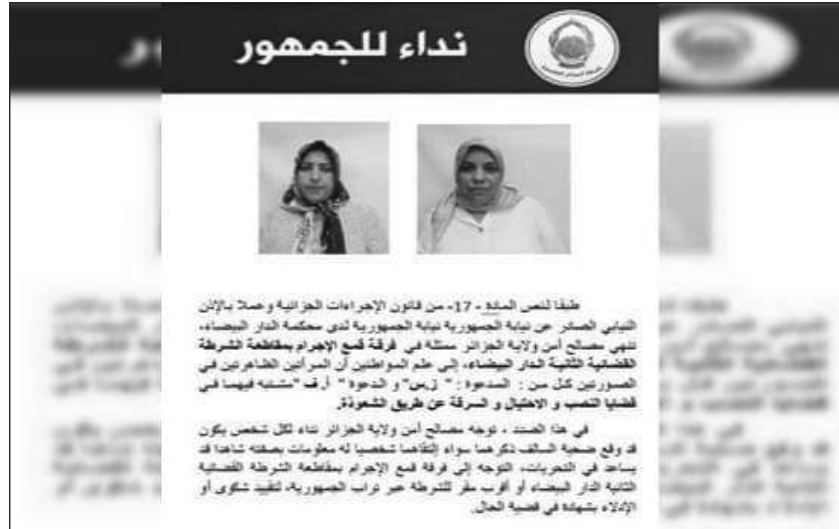 نداء للجمهور
طبقا لنص المادة - 17- من قانون الإجراءات الجزائية وعملا بالإذن
النيابي الصادر عن نيابة الجمهورية نيابة الجمهورية لدى محكمة الدار البيضاء،
تنهي مصالح أمن ولاية الجزائر ممثلة في فرقة قمع الإجرام بمقاطعة الشرطة
القضائية الثانية الدار البيضاء، إلى علم المواطنين أن المرأتين الظاهرتين في
الصورتين كل من : المدعوة : " ز.س" و الدعوة " أ.ف "مشتبه فيهما في
قضايا النصب و الاحتيال و السرقة عن طريق الشعوذة.
في هذا الصدد ، توجه مصالح أمن ولاية الجزائر نداء لكل شخص يكون
قد وقع ضحية السالف ذكرهما سواء إلتقاهما شخصيا له معلومات بصفته شاهدا قد
يساعد في التحريات، التوجه إلى فرقة قمع الإجرام بمقاطعة الشرطة القضائية
الثانية الدار البيضاء أو أقرب مقر للشرطة عبر تراب الجمهورية، لتقييد شكوى أو
الإدلاء بشهادة في قضية الحال.